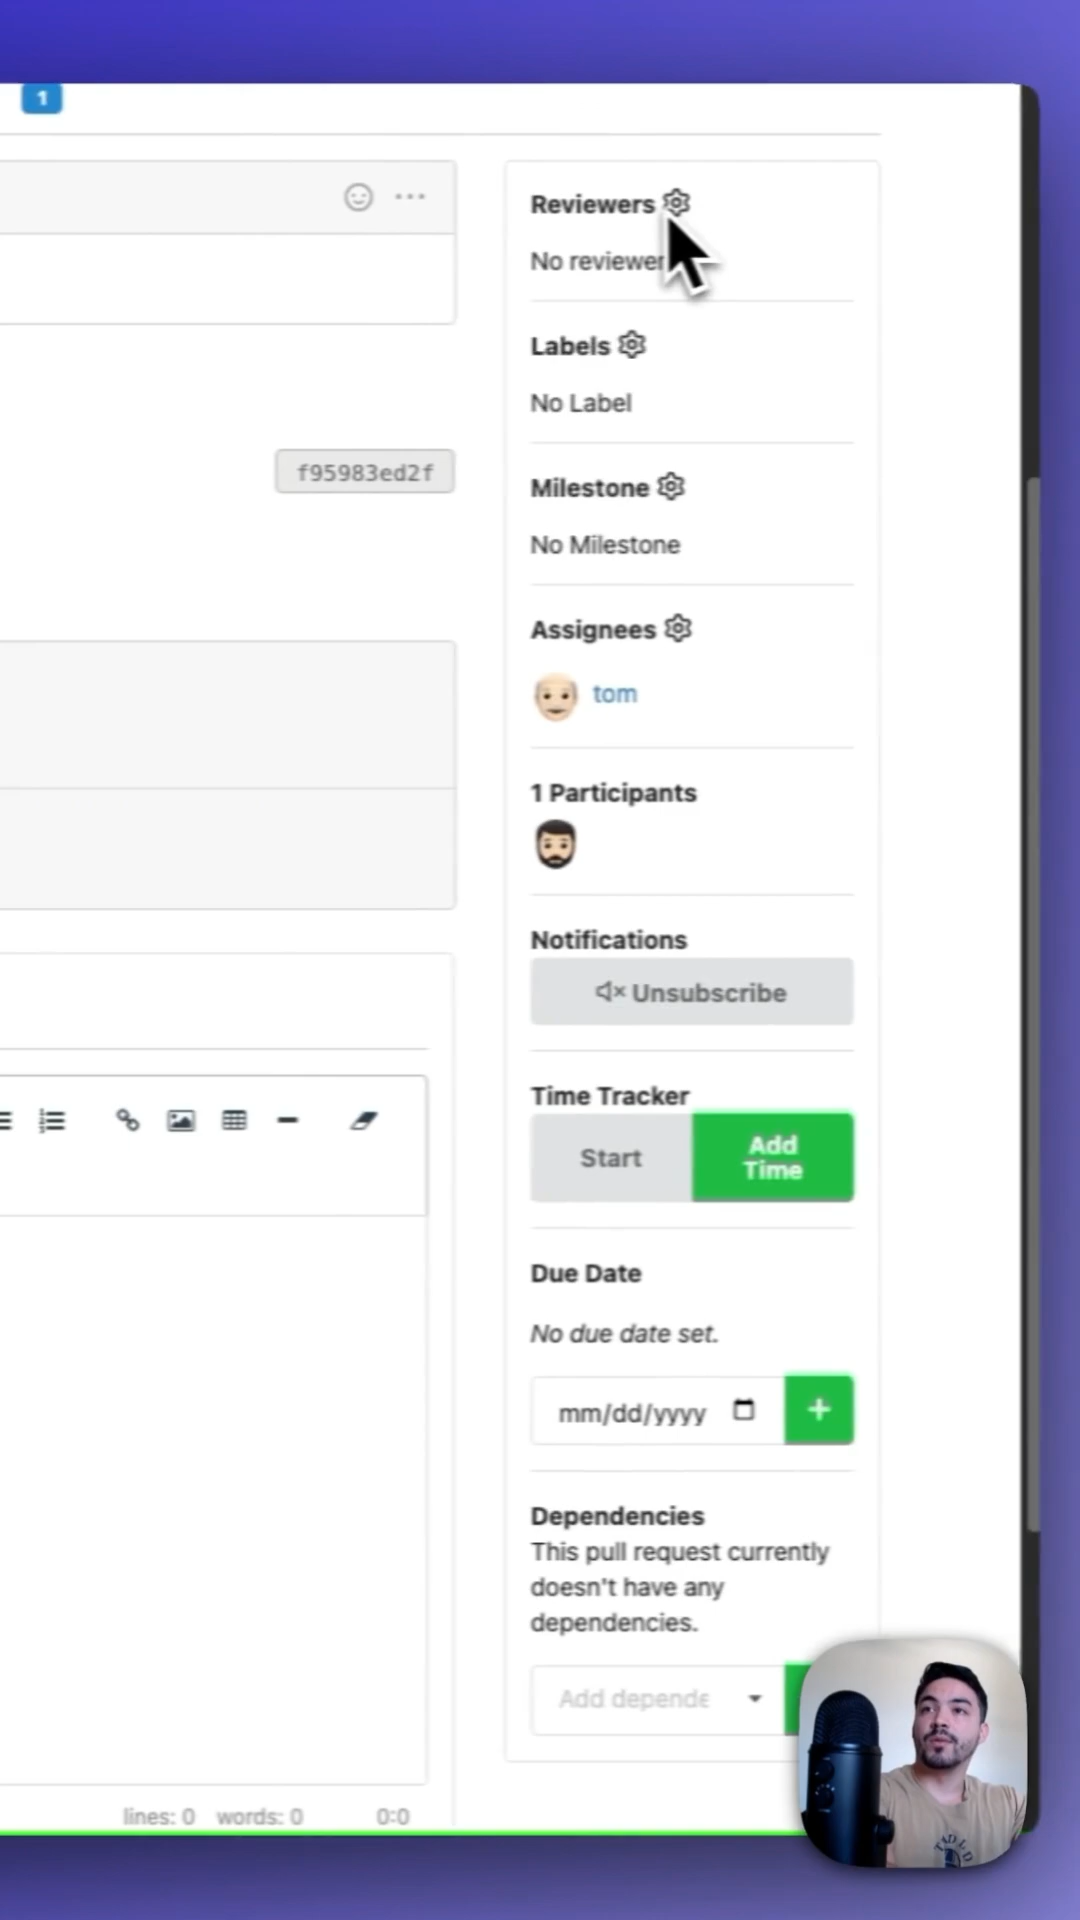 1
Reviewers
No reviewer
Labels
No Label
f95983ed2f
Milestone
No Milestone
Assignees
tom
1 Participants
Notifications
Unsubscribe
Time Tracker
Start
Add
Time
Due Date
No due date set.
mm/dd/yyyy
+
Dependencies
This pull request currently
doesn't have any
dependencies.
Add depende
lines: 0 words: 0 0:0